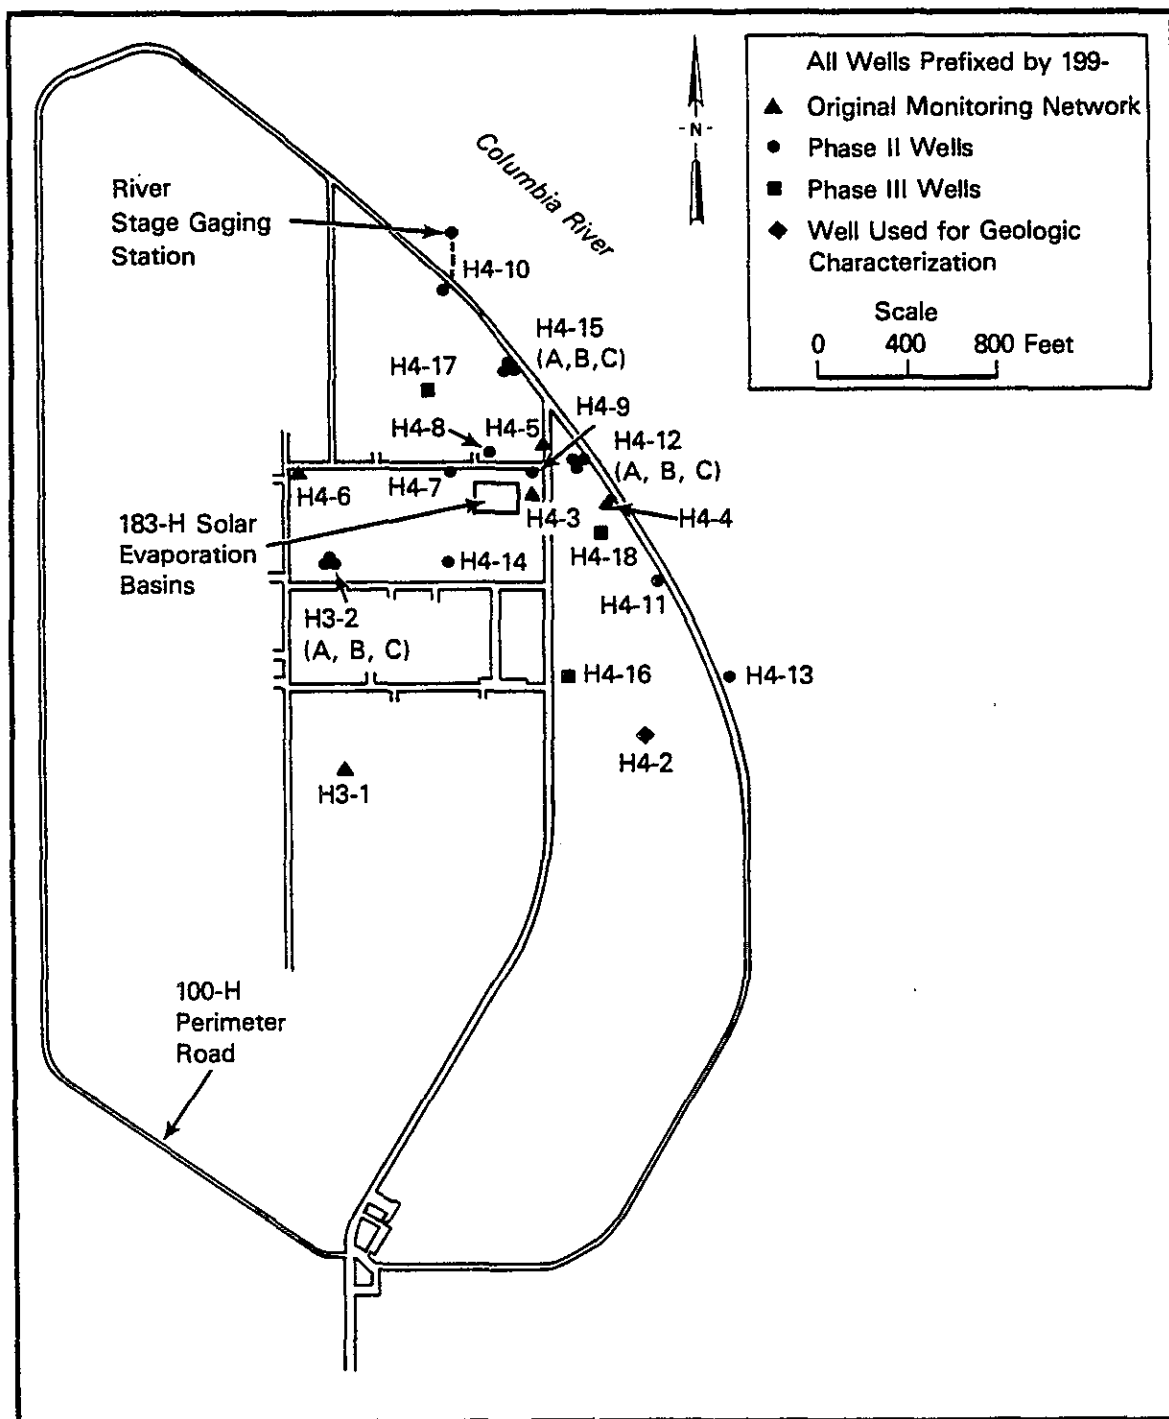 All Wells Prefixed by 199-
Original Monitoring Network
Phase II Wells
Phase III Wells
Well Used for Geologic
Characterization
Scale
0 400 800 Feet
- N -
Columbia River
River
Stage Gaging
Station
H4-10
H4-15
(A,B,C)
H4-17
H4-9
H4-8
H4-5
H4-12
(A, B, C)
H4-6
H4-7
H4-3
H4-4
183-H Solar
Evaporation
Basins
H4-18
H4-14
H4-11
H3-2
(A, B, C)
H4-16
H4-13
H4-2
H3-1
100-H
Perimeter
Road